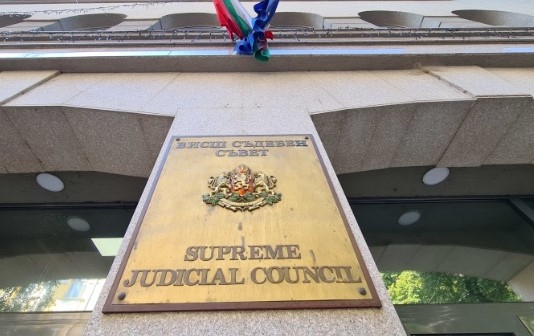 ВИСШ СЪДЕБЕН
СЪВЕТ
SUPREME
JUDICIAL COUNCIL